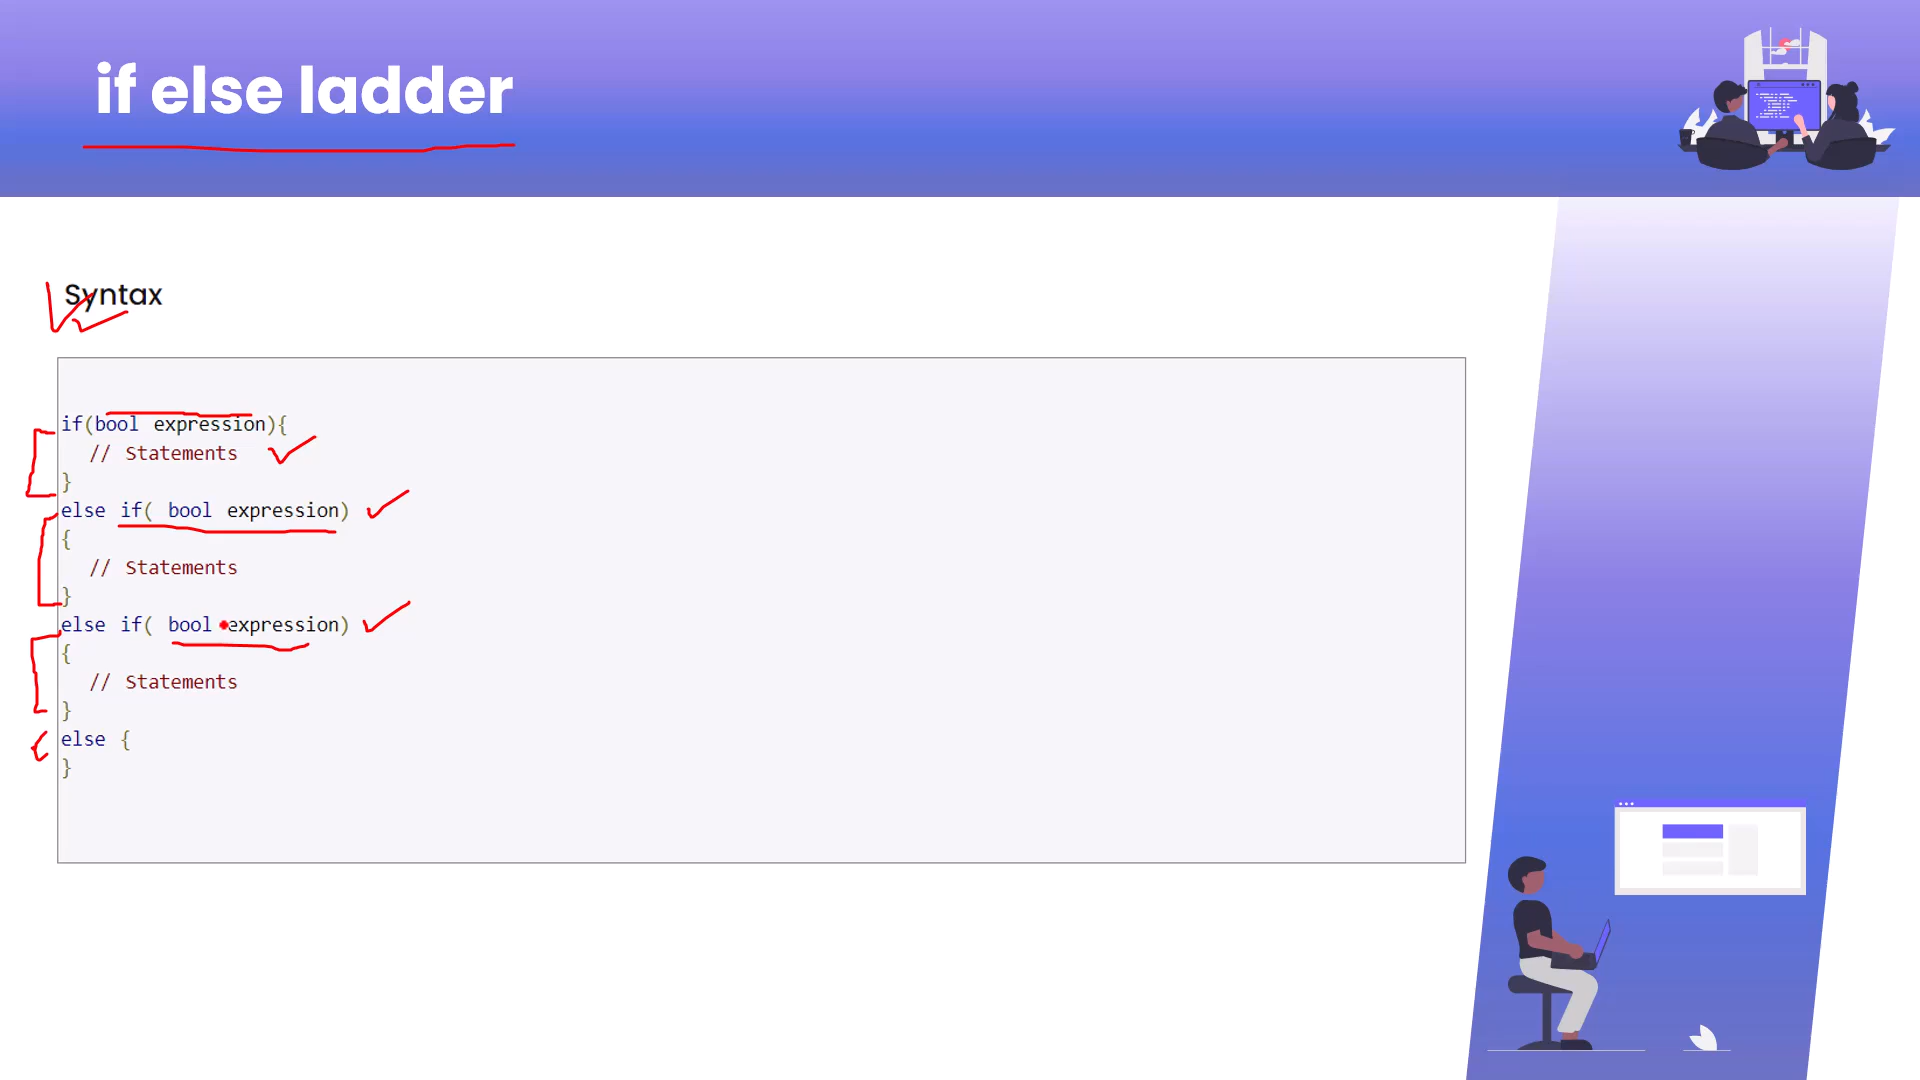 if else ladder
Syntax
if(bool expression){
// Statements
}
else if( bool expression)
{
// Statements
}
else if( bool expression)
{
// Statements
}
else {
}